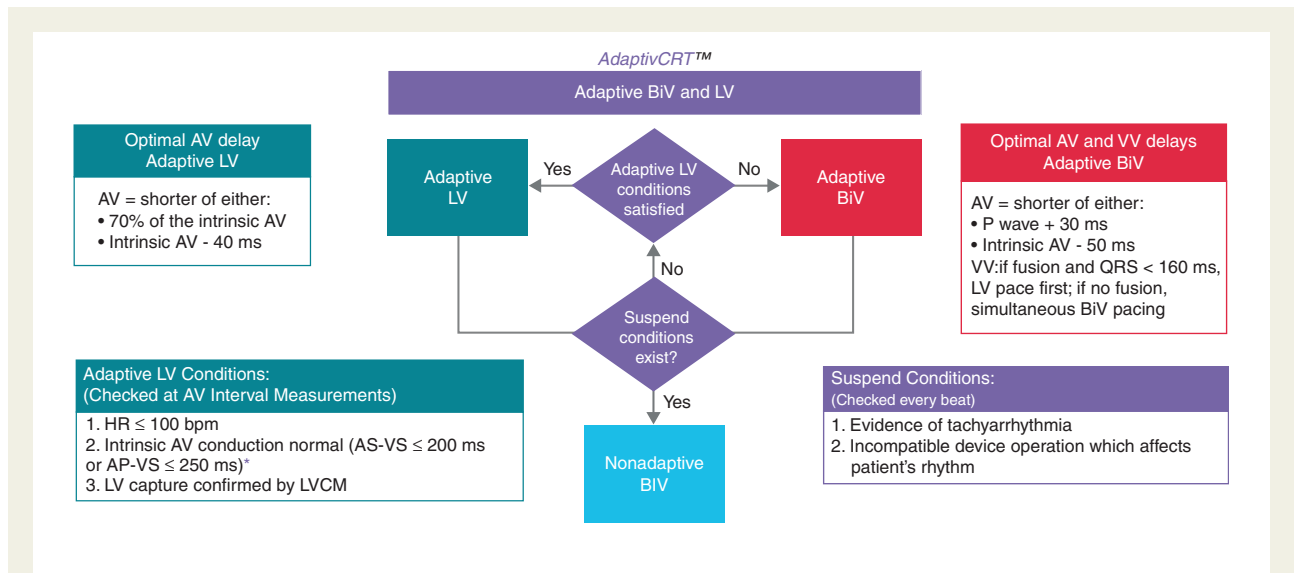 AdaptivCRT™
Adaptive BiV and LV
Optimal AV delay
Adaptive LV
AV = shorter of either:
• 70% of the intrinsic AV
• Intrinsic AV - 40 ms
Adaptive
LV
Yes
Adaptive LV
conditions
satisfied
No
Adaptive
BiV
Optimal AV and VV delays
Adaptive BiV
AV = shorter of either:
• P wave + 30 ms
• Intrinsic AV - 50 ms
VV:if fusion and QRS < 160 ms,
LV pace first; if no fusion,
simultaneous BiV pacing
No
Suspend
conditions
exist?
Yes
Nonadaptive
BIV
Adaptive LV Conditions:
(Checked at AV Interval Measurements)
1. HR ≤ 100 bpm
2. Intrinsic AV conduction normal (AS-VS ≤ 200 ms
or AP-VS ≤ 250 ms)*
3. LV capture confirmed by LVCM
Suspend Conditions:
(Checked every beat)
1. Evidence of tachyarrhythmia
2. Incompatible device operation which affects
patient's rhythm